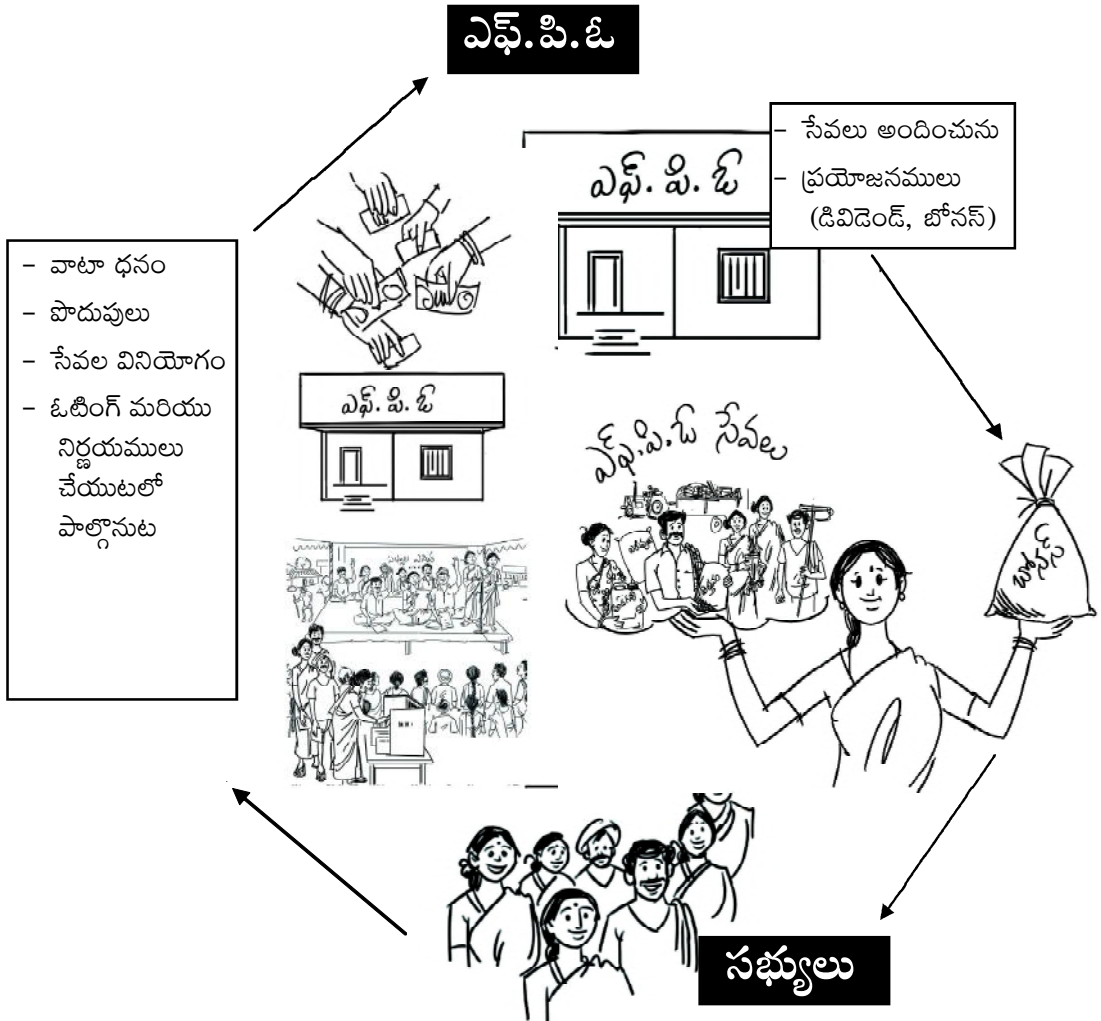 ఎఫ్.పి.ఓ
- సేవలు అందించును
- ప్రయోజనములు
(డివిడెండ్, బోనస్)
ఎఫ్. పి. ఓ
- వాటా ధనం
- పొదుపులు
- సేవల వినియోగం
- ఓటింగ్ మరియు
నిర్ణయములు
చేయుటలో
పాల్గొనుట
ఎఫ్. పి. ఓ
ఎఫ్.పి.ఓ సేవలు
బోనస్
సభ్యులు